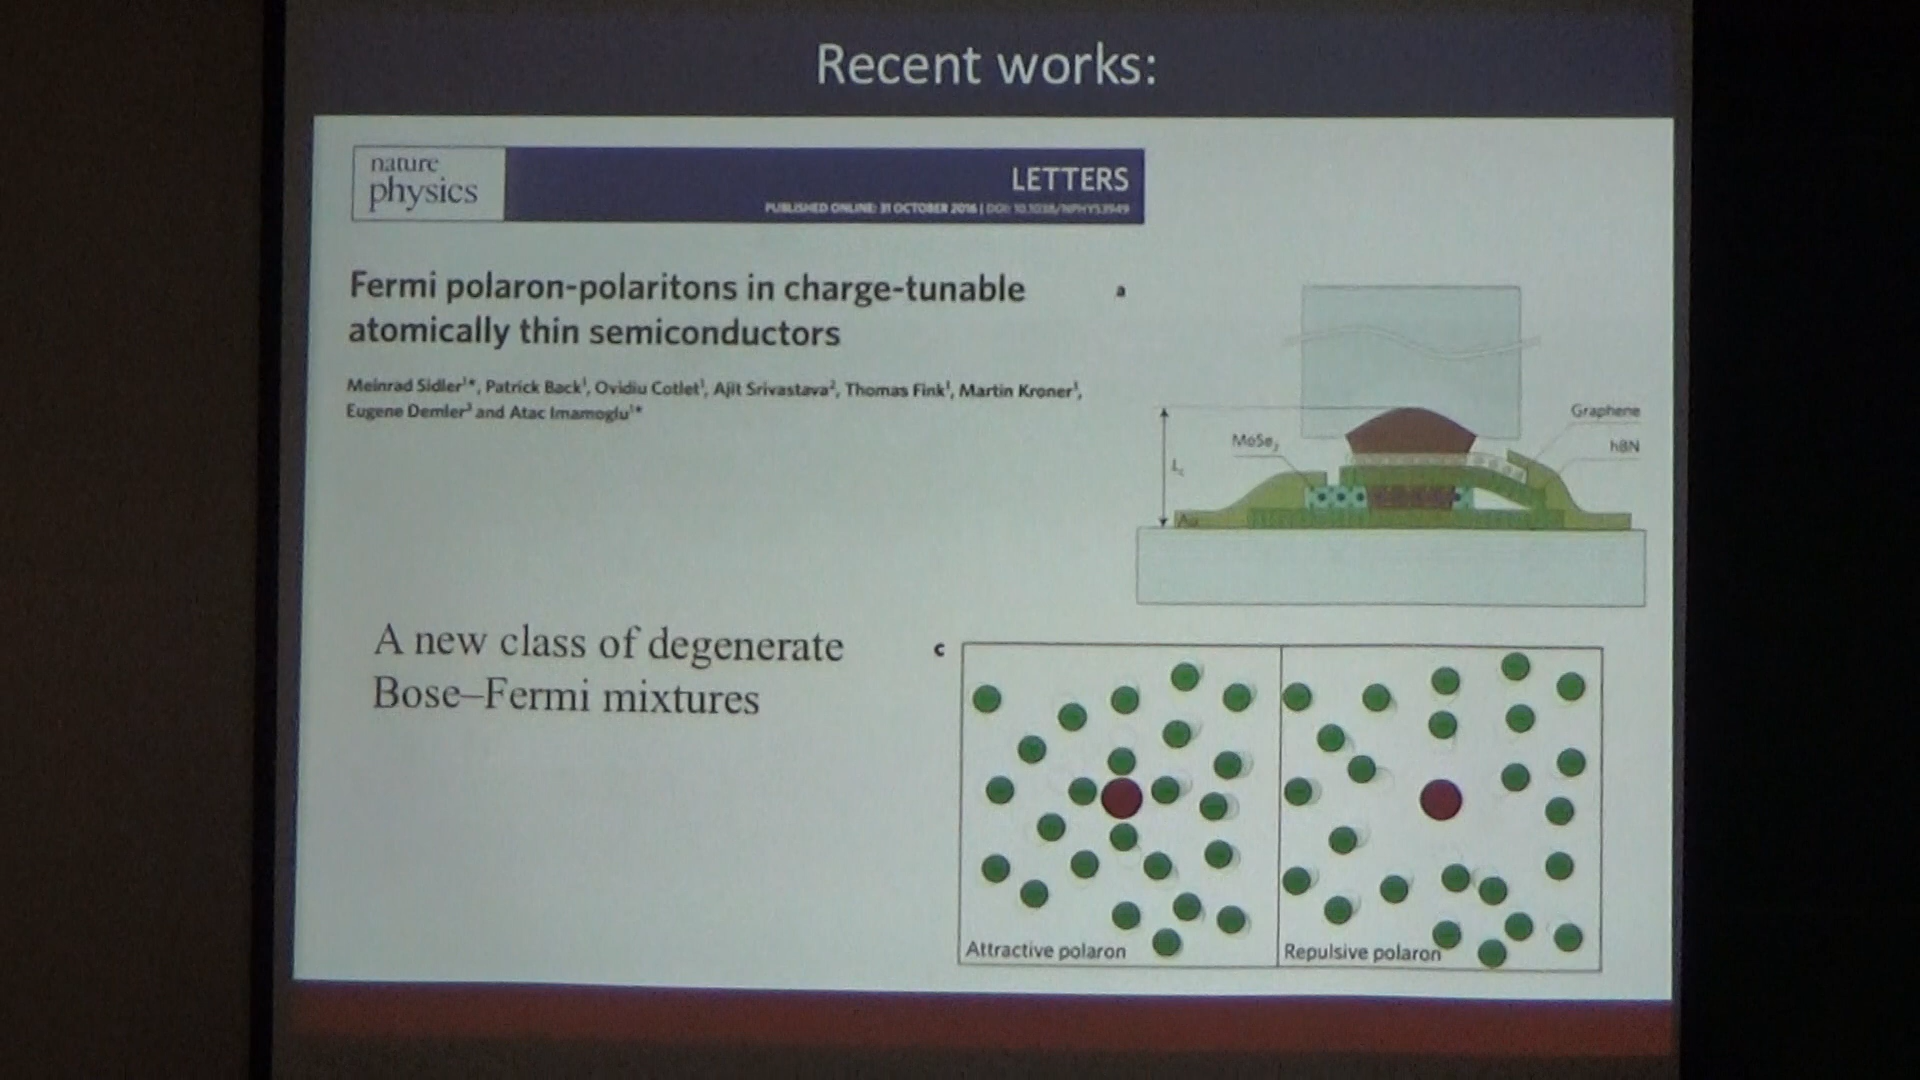 Recent works:
nature
physics
LETTERS
PUBLISHED ONLINE: 31 OCTOBER 2016 | DOI: 10.1038/NPHYS3949
Fermi polaron-polaritons in charge-tunable
atomically thin semiconductors
Meinrad Sidler¹*, Patrick Back¹, Ovidiu Cotlet¹, Ajit Srivastava², Thomas Fink¹, Martin Kroner¹,
Eugene Demler³ and Atac Imamoglu¹*
a
Graphene
MoSe₂
hBN
L꜀
Au
A new class of degenerate
Bose–Fermi mixtures
c
Attractive polaron
Repulsive polaron